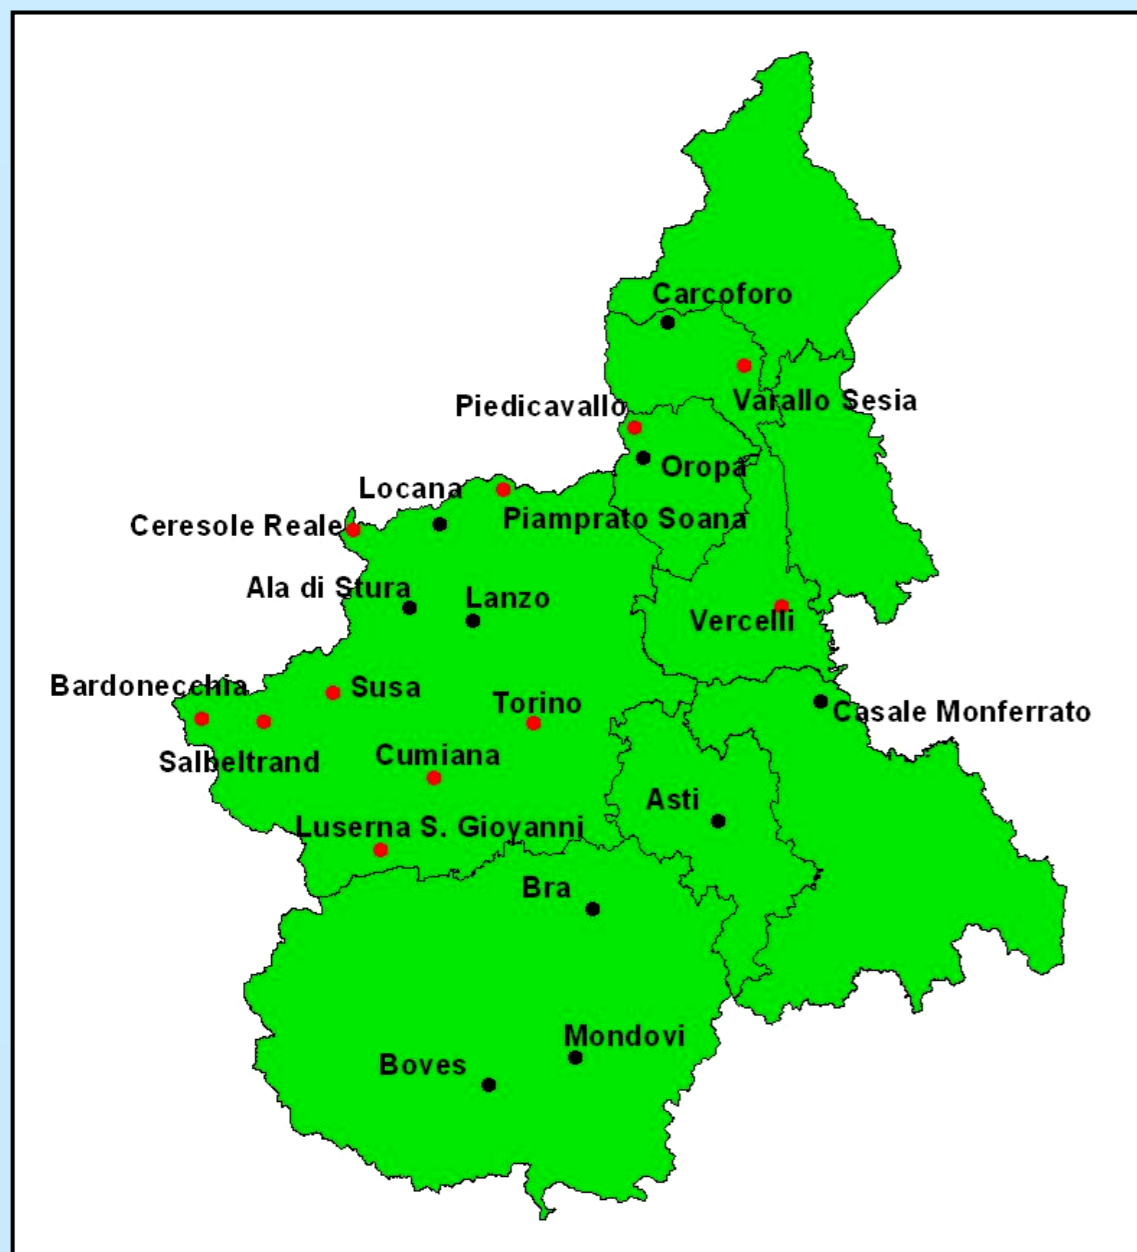 Carcoforo
Varallo Sesia
Piedicavallo
Oropa
Locana
Piamprato Soana
Ceresole Reale
Ala di Stura
Lanzo
Vercelli
Bardonecchia
Susa
Torino
Casale Monferrato
Salbeltrand
Cumiana
Asti
Luserna S. Giovanni
Bra
Mondovi
Boves